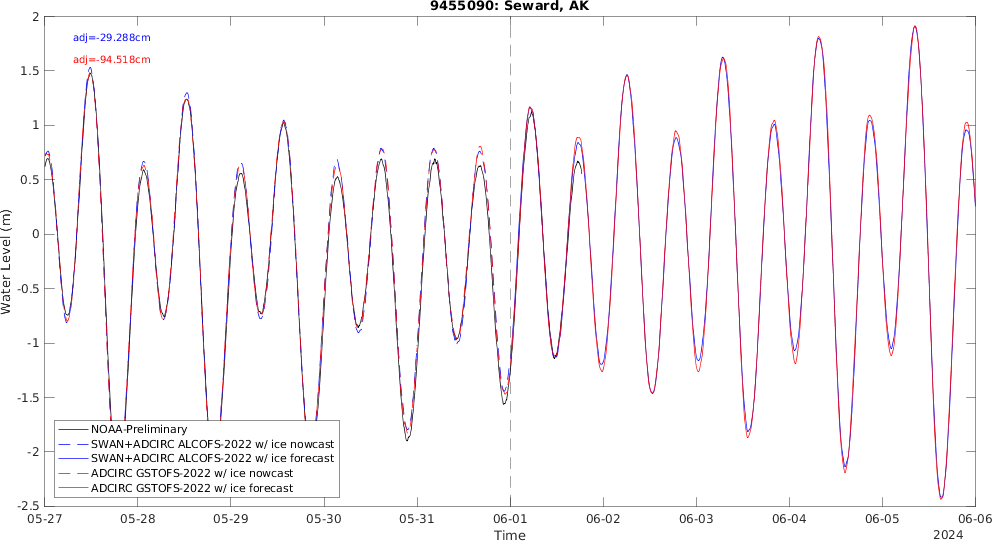 9455090: Seward, AK
adj=-29.288cm
adj=-94.518cm
2
1.5
1
0.5
0
-0.5
-1
-1.5
-2
-2.5
Water Level (m)
NOAA-Preliminary
SWAN+ADCIRC ALCOFS-2022 w/ ice nowcast
SWAN+ADCIRC ALCOFS-2022 w/ ice forecast
ADCIRC GSTOFS-2022 w/ ice nowcast
ADCIRC GSTOFS-2022 w/ ice forecast
05-27 05-28 05-29 05-30 05-31 06-01 06-02 06-03 06-04 06-05 06-06
Time
2024